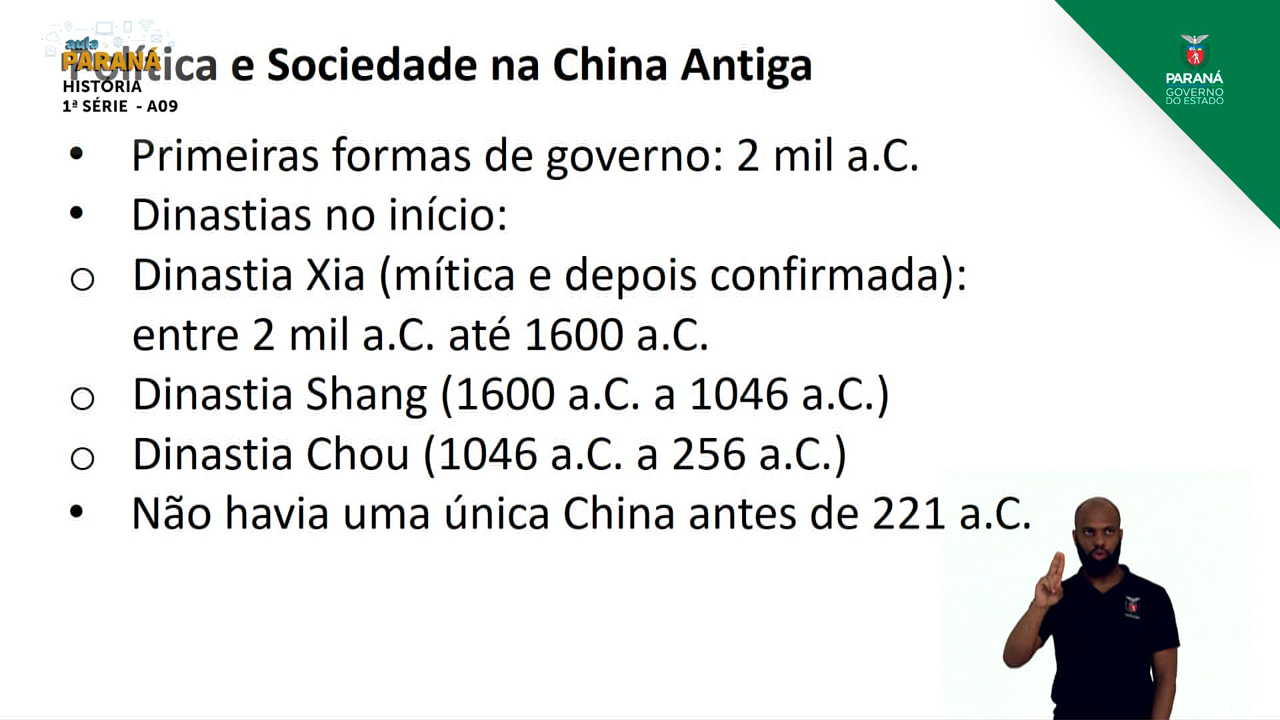 Política e Sociedade na China Antiga
aula
PARANÁ
HISTÓRIA
1ª SÉRIE - A09
PARANÁ
GOVERNO
DO ESTADO
• Primeiras formas de governo: 2 mil a.C.
• Dinastias no início:
o Dinastia Xia (mítica e depois confirmada):
entre 2 mil a.C. até 1600 a.C.
o Dinastia Shang (1600 a.C. a 1046 a.C.)
o Dinastia Chou (1046 a.C. a 256 a.C.)
• Não havia uma única China antes de 221 a.C.